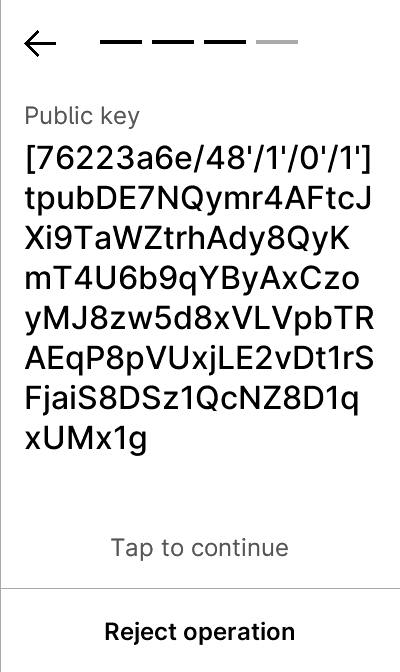 Public key
[76223a6e/48'/1'/0'/1']
tpubDE7NQymr4AFtcJ
Xi9TaWZtrhAdy8QyK
mT4U6b9qYByAxCzo
yMJ8zw5d8xVLVpbTR
AEqP8pVUxjLE2vDt1rS
FjaiS8DSz1QcNZ8D1q
xUMx1g
Tap to continue
Reject operation